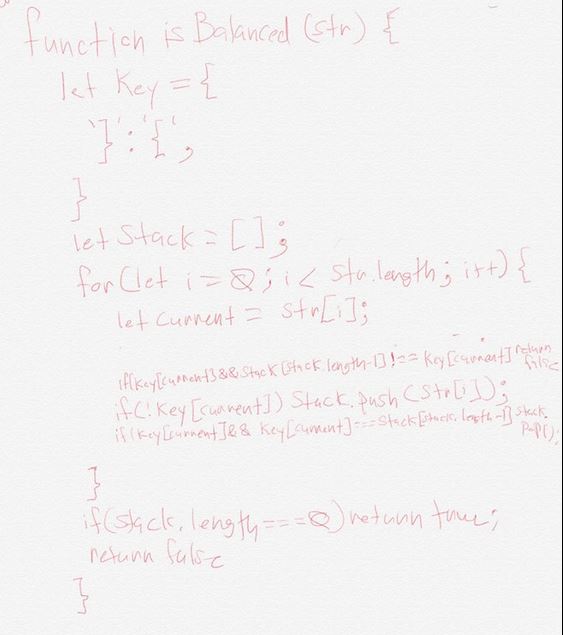 function isBalanced (str) {
let Key = {
'}':'{',
}
let Stack = [];
for(let i = 0; i < str.length; i++) {
let current = str[i];
if(Key[current] && Stack[stack.length-1] !== Key[current] return false
if(!Key[current]) Stack.push(str[i]);
if(Key[current] && Key[current]===Stack[stack.length-1] stack.pop();
}
if(stack.length===0)return true;
return false
}